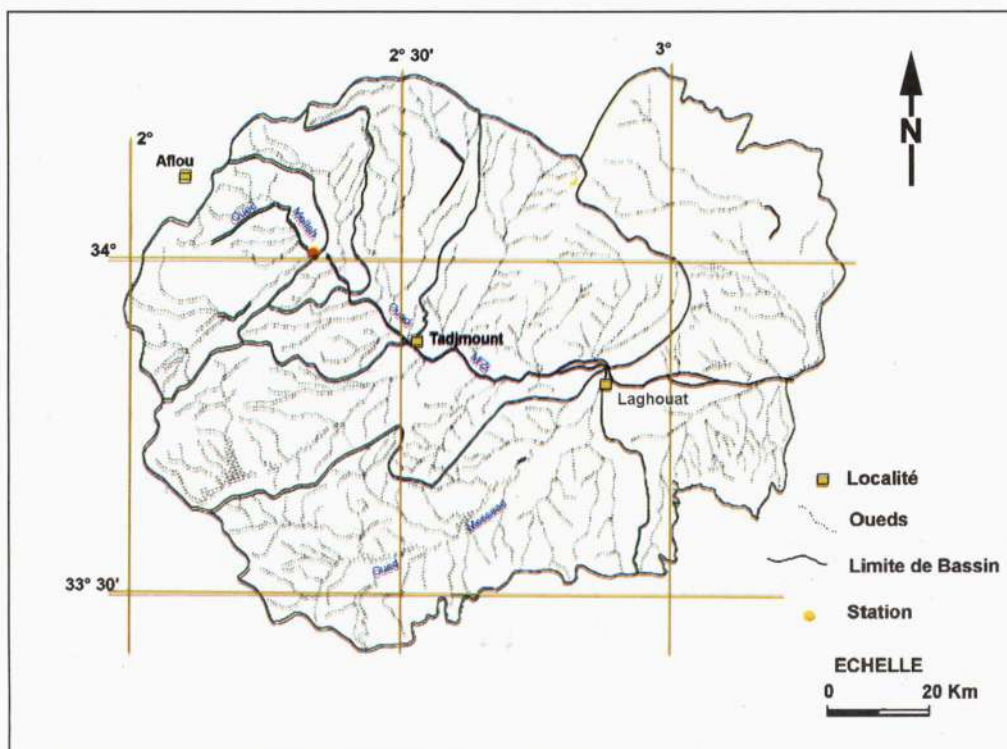 2° 30'
3°
2°
N
Aflou
Oued Melleh
34°
Oued
Tadjmount
M'Zi
Laghouat
Localité
Oueds
Oued Messaad
Limite de Bassin
33° 30'
Station
ECHELLE
0 20 Km